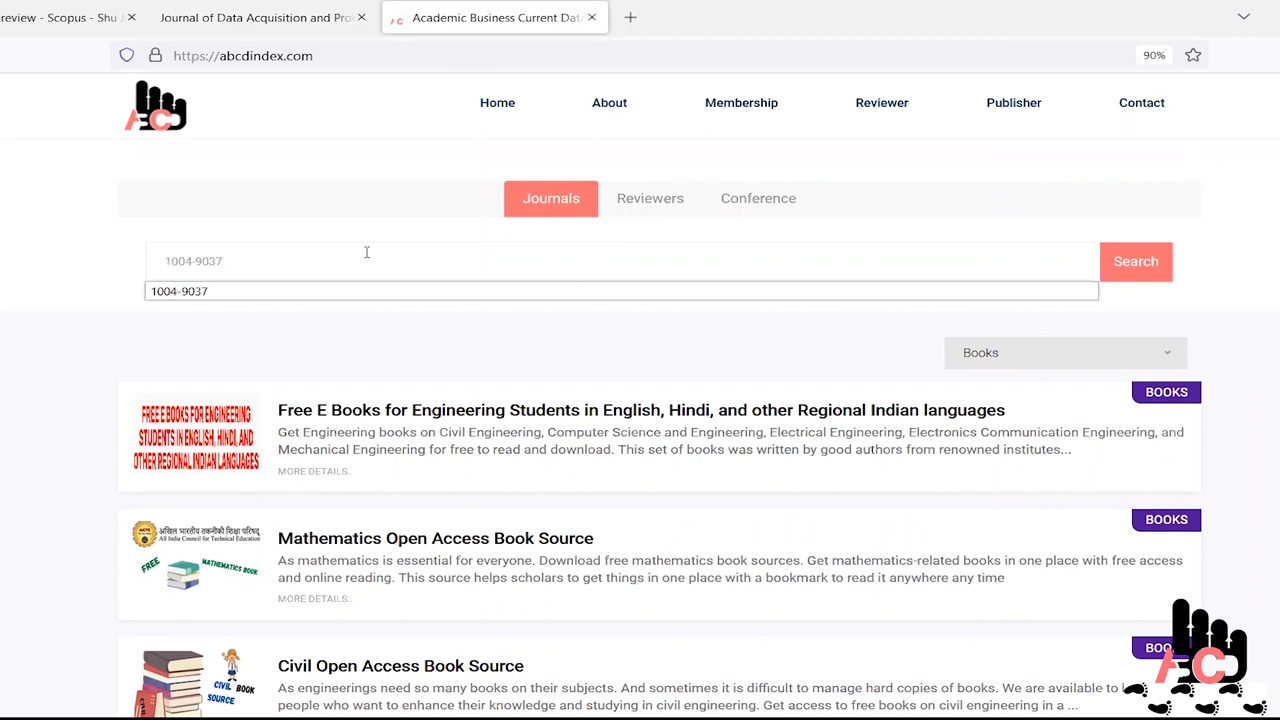 review - Scopus - Shu J
Journal of Data Acquisition and Pro
Academic Business Current Data
https://abcdindex.com
90%
ABCD
Home
About
Membership
Reviewer
Publisher
Contact
Journals
Reviewers
Conference
1004-9037
Search
1004-9037
Books
BOOKS
FREE E BOOKS FOR ENGINEERING
STUDENTS IN ENGLISH, HINDI, AND
OTHER REGIONAL INDIAN LANGUAGES
Free E Books for Engineering Students in English, Hindi, and other Regional Indian languages
Get Engineering books on Civil Engineering, Computer Science and Engineering, Electrical Engineering, Electronics Communication Engineering, and
Mechanical Engineering for free to read and download. This set of books was written by good authors from renowned institutes...
MORE DETAILS..
BOOKS
अखिल भारतीय तकनीकी शिक्षा परिषद्
All India Council for Technical Education
FREE
MATHEMATICS BOOK
Mathematics Open Access Book Source
As mathematics is essential for everyone. Download free mathematics book sources. Get mathematics-related books in one place with free access
and online reading. This source helps scholars to get things in one place with a bookmark to read it anywhere any time
MORE DETAILS..
BOO
CIVIL BOOK
SOURCE
Civil Open Access Book Source
As engineerings need so many books on their subjects. And sometimes it is difficult to manage hard copies of books. We are available to
people who want to enhance their knowledge and studying in civil engineering. Get access to free books on civil engineering in a ...
ABCD